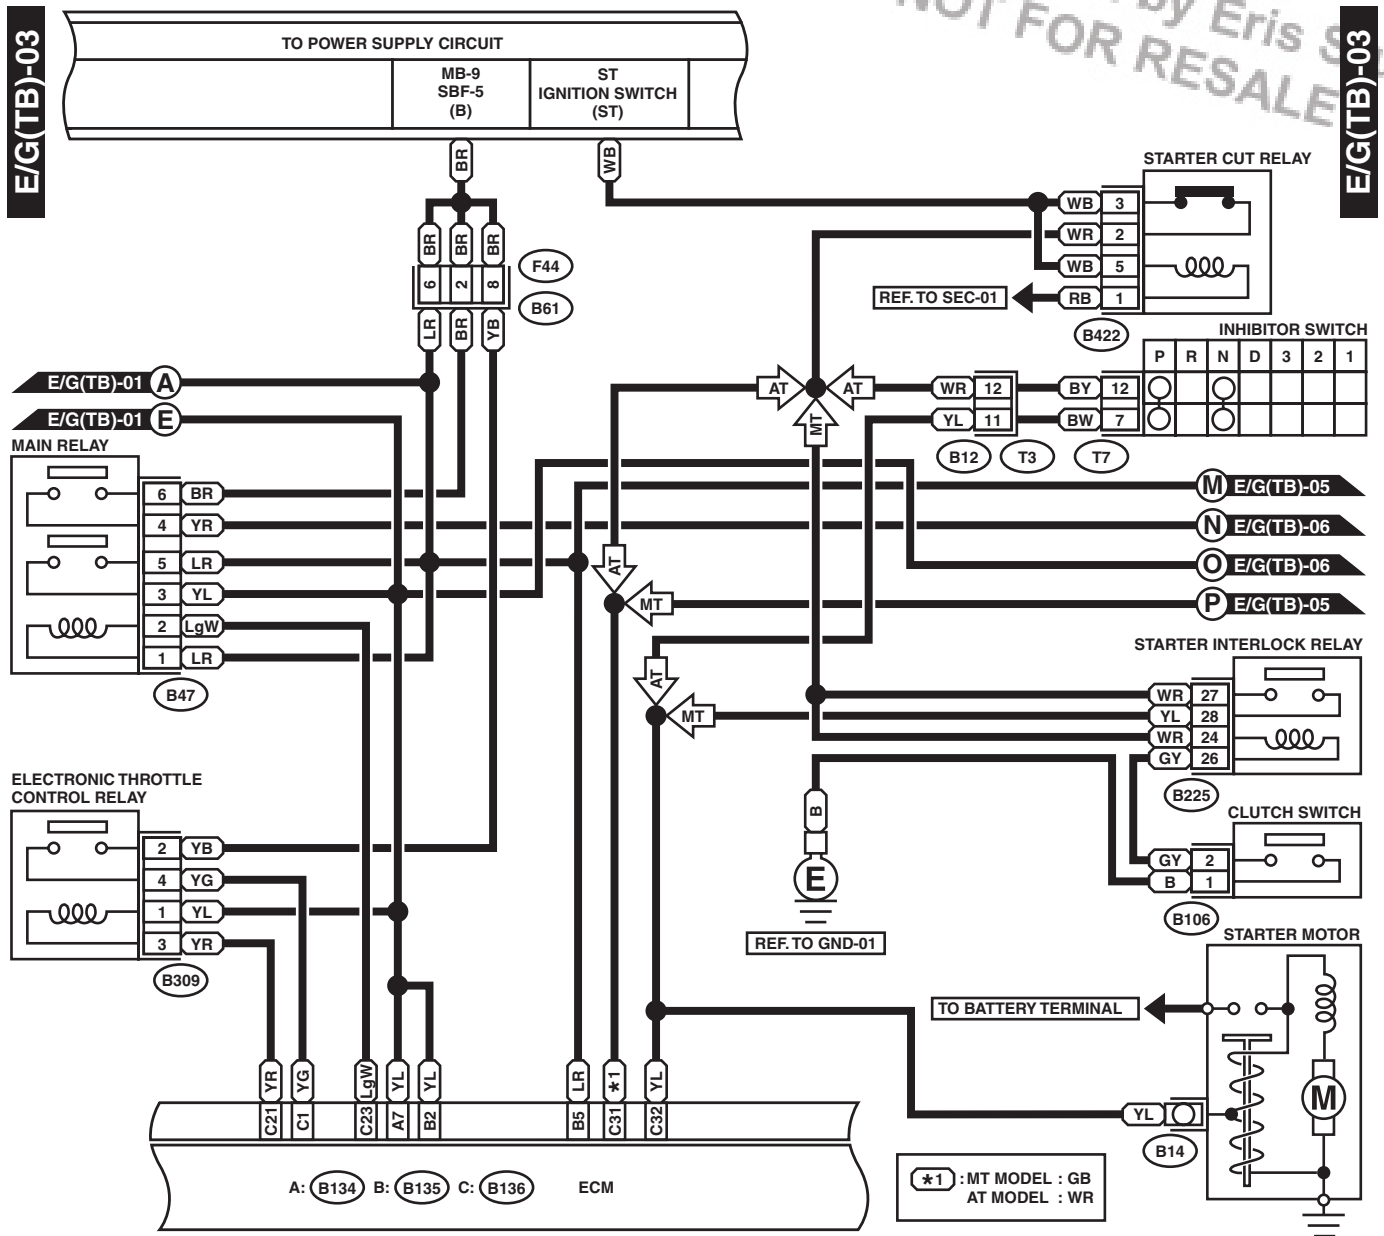 by Eris S
NOT FOR RESALE
E/G(TB)-03
E/G(TB)-03
TO POWER SUPPLY CIRCUIT
MB-9
SBF-5
(B)
ST
IGNITION SWITCH
(ST)
BR
WB
BR
BR
BR
6
2
8
F44
B61
LR
BR
YB
STARTER CUT RELAY
WB 3
WR 2
WB 5
RB 1
REF. TO SEC-01
B422
INHIBITOR SWITCH
P R N D 3 2 1
AT
AT
MT
WR 12
BY 12
YL 11
BW 7
B12
T3
T7
E/G(TB)-01 A
E/G(TB)-01 E
MAIN RELAY
6 BR
4 YR
5 LR
3 YL
2 LgW
1 LR
B47
M E/G(TB)-05
N E/G(TB)-06
O E/G(TB)-06
P E/G(TB)-05
AT
MT
AT
MT
STARTER INTERLOCK RELAY
WR 27
YL 28
WR 24
GY 26
B225
ELECTRONIC THROTTLE
CONTROL RELAY
2 YB
4 YG
1 YL
3 YR
B309
B
E
REF. TO GND-01
CLUTCH SWITCH
GY 2
B 1
B106
STARTER MOTOR
TO BATTERY TERMINAL
M
YL
B14
YR
YG
LgW
YL
YL
LR
*1
YL
C21
C1
C23
A7
B2
B5
C31
C32
A: B134 B: B135 C: B136 ECM
*1 : MT MODEL : GB
AT MODEL : WR